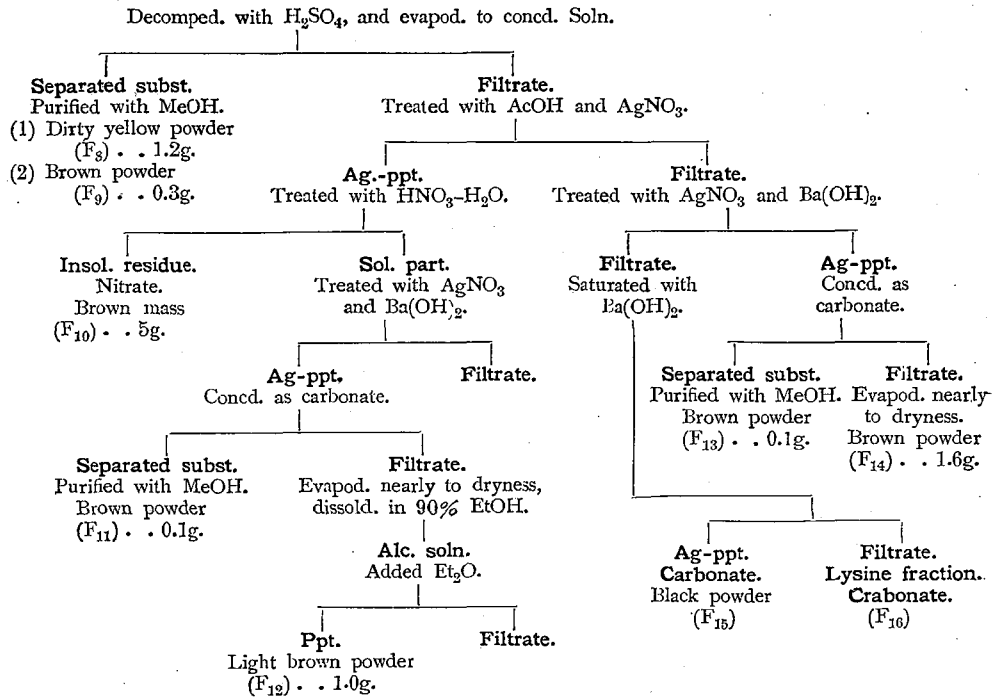 Decomped. with H₂SO₄, and evapod. to concd. Soln.
Separated subst.
Purified with MeOH.
(1) Dirty yellow powder
(F₈) . . 1.2g.
(2) Brown powder
(F₉) . . 0.3g.
Filtrate.
Treated with AcOH and AgNO₃.
Ag.-ppt.
Treated with HNO₃-H₂O.
Filtrate.
Treated with AgNO₃ and Ba(OH)₂.
Insol. residue.
Nitrate.
Brown mass
(F₁₀) . . 5g.
Sol. part.
Treated with AgNO₃
and Ba(OH)₂.
Filtrate.
Saturated with
Ba(OH)₂.
Ag-ppt.
Concd. as
carbonate.
Ag-ppt.
Concd. as carbonate.
Filtrate.
Separated subst.
Purified with MeOH.
Brown powder
(F₁₃) . . 0.1g.
Filtrate.
Evapod. nearly
to dryness.
Brown powder
(F₁₄) . . 1.6g.
Separated subst.
Purified with MeOH.
Brown powder
(F₁₁) . . 0.1g.
Filtrate.
Evapod. nearly to dryness,
dissold. in 90% EtOH.
Alc. soln.
Added Et₂O.
Ag-ppt.
Carbonate.
Black powder
(F₁₅)
Filtrate.
Lysine fraction.
Crabonate.
(F₁₆)
Ppt.
Light brown powder
(F₁₂) . . 1.0g.
Filtrate.